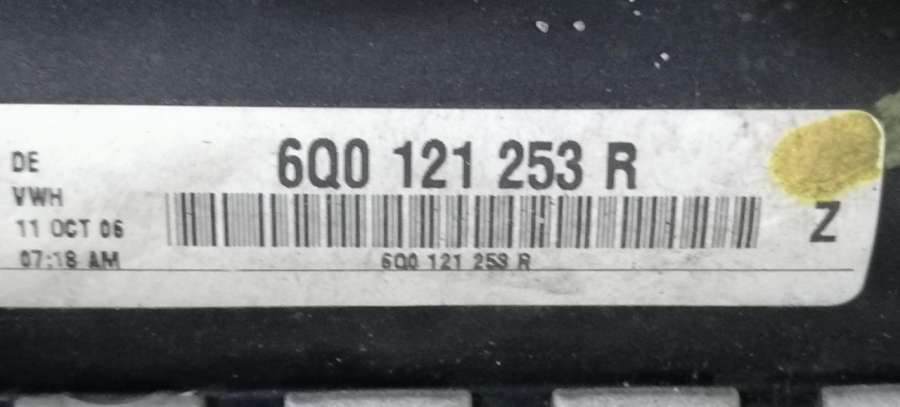 DE
VWH
11 OCT 06
07:18 AM
6Q0 121 253 R
6Q0 121 253 R
Z